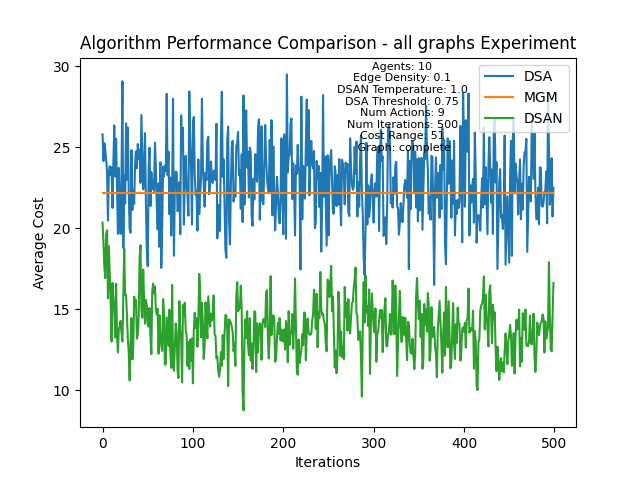 Algorithm Performance Comparison - all graphs Experiment
Agents: 10
Edge Density: 0.1
DSAN Temperature: 1.0
DSA Threshold: 0.75
Num Actions: 9
Num Iterations: 500
Cost Range: 51
Graph: complete
DSA
MGM
DSAN
30
25
20
15
10
Average Cost
0
100
200
300
400
500
Iterations